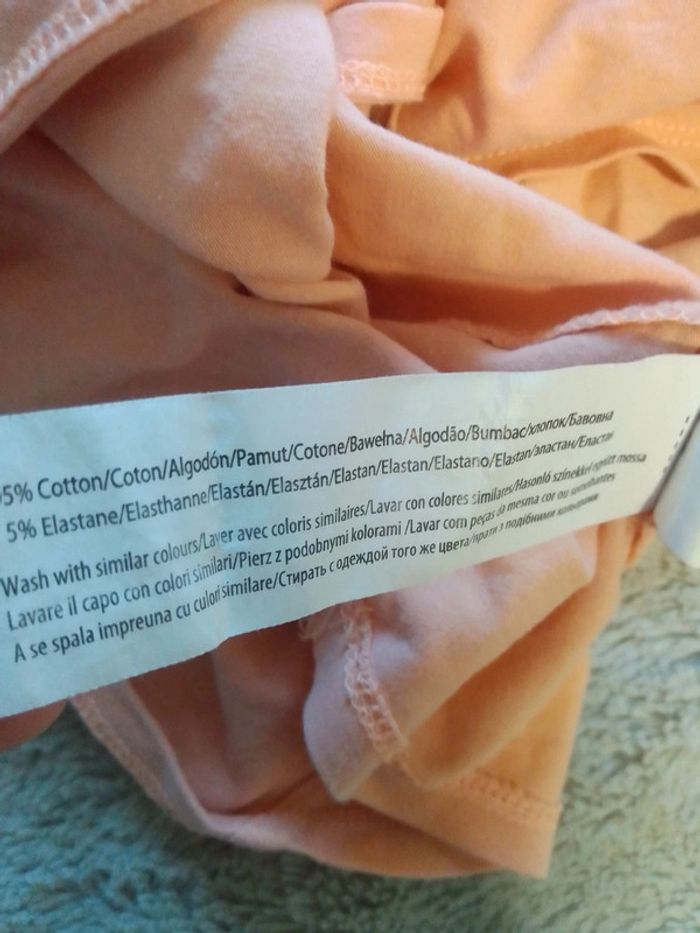 95% Cotton/Coton/Algodón/Pamut/Cotone/Bawełna/Algodão/Bumbac/хлопок/Бавовна
5% Elastane/Elasthanne/Elastán/Elasztán/Elastan/Elastan/Elastano/Elastan/эластан/Еластан
Wash with similar colours/Laver avec coloris similaires/Lavar con colores similares/Hasonló színekkel együtt mossa
Lavare il capo con colori similari/Pierz z podobnymi kolorami /Lavar com peças da mesma cor ou semelhantes
A se spala impreuna cu culori similare/Стирать с одеждой того же цвета/прати з подібними кольорами